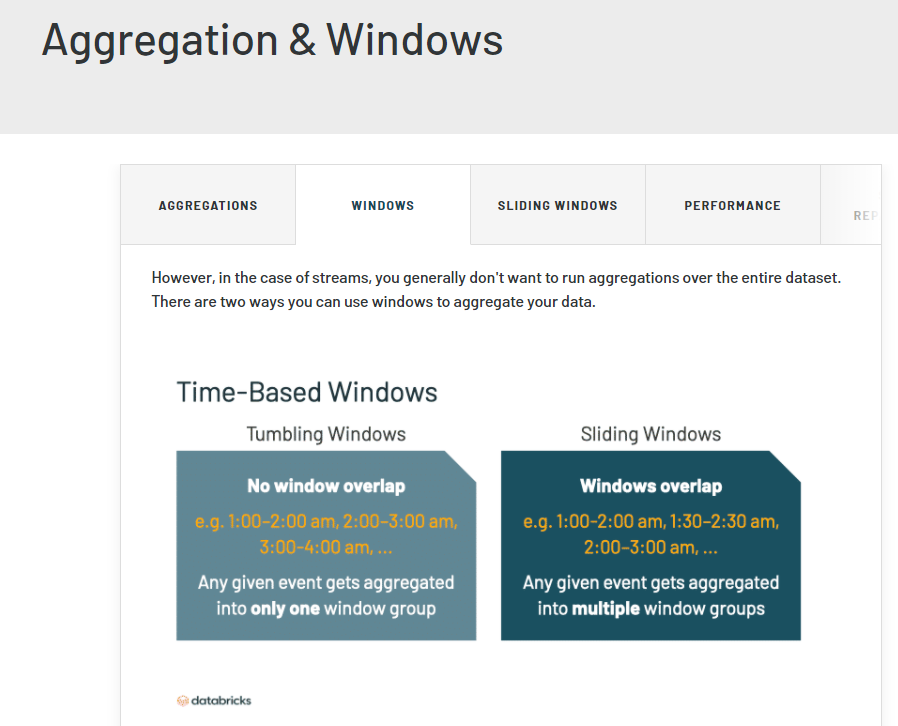 Aggregation & Windows
AGGREGATIONS
WINDOWS
SLIDING WINDOWS
PERFORMANCE
REP
However, in the case of streams, you generally don't want to run aggregations over the entire dataset.
There are two ways you can use windows to aggregate your data.
Time-Based Windows
Tumbling Windows
No window overlap
e.g. 1:00–2:00 am, 2:00–3:00 am,
3:00-4:00 am, ...
Any given event gets aggregated
into only one window group
Sliding Windows
Windows overlap
e.g. 1:00-2:00 am, 1:30–2:30 am,
2:00–3:00 am, ...
Any given event gets aggregated
into multiple window groups
databricks